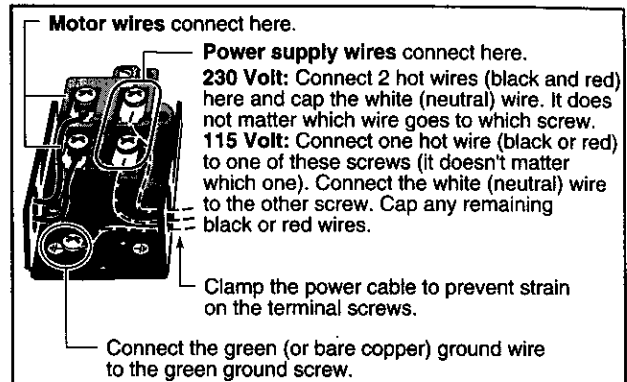 Motor wires connect here.
Power supply wires connect here.
230 Volt: Connect 2 hot wires (black and red)
here and cap the white (neutral) wire. It does
not matter which wire goes to which screw.
115 Volt: Connect one hot wire (black or red)
to one of these screws (it doesn't matter
which one). Connect the white (neutral) wire
to the other screw. Cap any remaining
black or red wires.
Clamp the power cable to prevent strain
on the terminal screws.
Connect the green (or bare copper) ground wire
to the green ground screw.